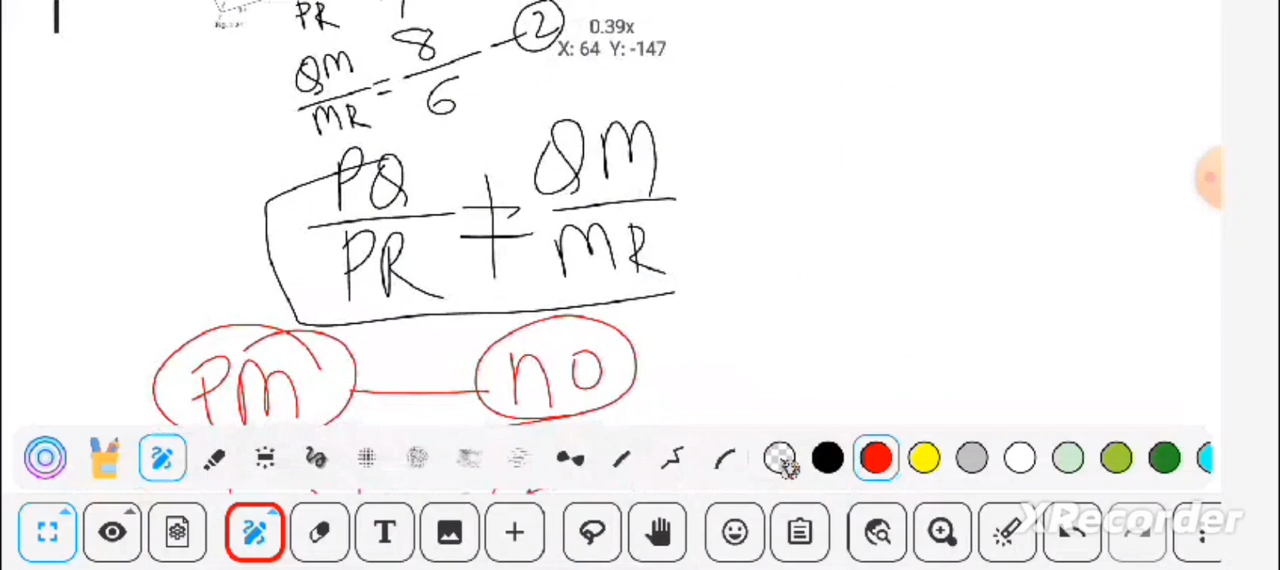 PR
0.39x
X: 64 Y: -147
QM/MR = 8/6 — 2
PQ/PR ≠ QM/MR
PM — no
T
XRecorder